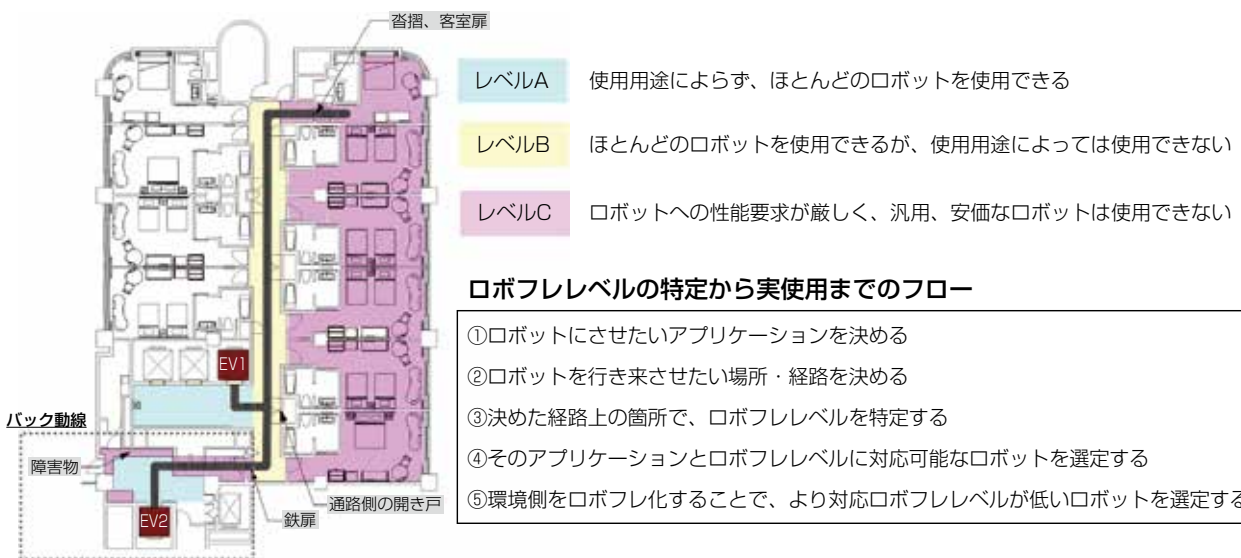 沓摺、客室扉
レベルA
使用用途によらず、ほとんどのロボットを使用できる
レベルB
ほとんどのロボットを使用できるが、使用用途によっては使用できない
レベルC
ロボットへの性能要求が厳しく、汎用、安価なロボットは使用できない
ロボフレレベルの特定から実使用までのフロー
①ロボットにさせたいアプリケーションを決める
②ロボットを行き来させたい場所・経路を決める
③決めた経路上の箇所で、ロボフレレベルを特定する
④そのアプリケーションとロボフレレベルに対応可能なロボットを選定する
⑤環境側をロボフレ化することで、より対応ロボフレレベルが低いロボットを選定する
EV1
バック動線
障害物
EV2
鉄扉
通路側の開き戸